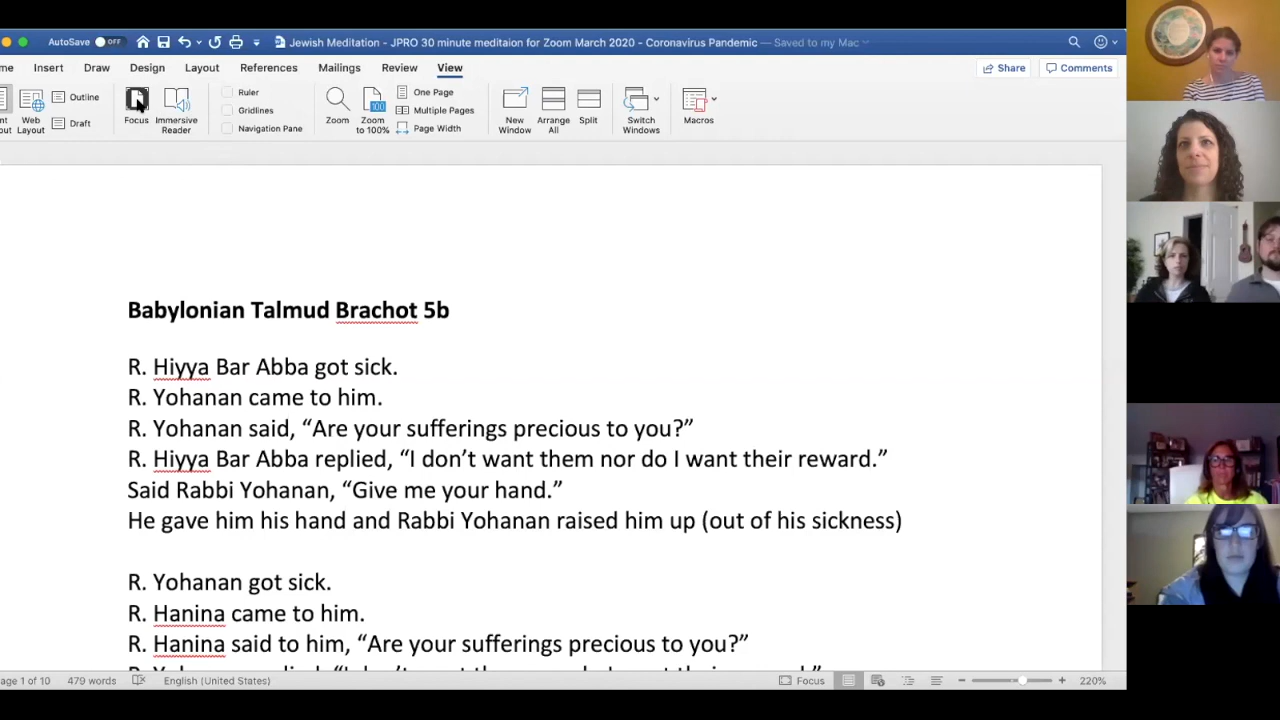 AutoSave OFF Jewish Meditation - JPRO 30 minute meditaion for Zoom March 2020 - Coronavirus Pandemic — Saved to my Mac
Insert Draw Design Layout References Mailings Review View Share Comments
Web Layout
Outline
Draft
Focus
Immersive Reader
Ruler
Gridlines
Navigation Pane
Zoom
Zoom to 100%
One Page
Multiple Pages
Page Width
New Window
Arrange All
Split
Switch Windows
Macros
Babylonian Talmud Brachot 5b
R. Hiyya Bar Abba got sick.
R. Yohanan came to him.
R. Yohanan said, “Are your sufferings precious to you?”
R. Hiyya Bar Abba replied, “I don’t want them nor do I want their reward.”
Said Rabbi Yohanan, “Give me your hand.”
He gave him his hand and Rabbi Yohanan raised him up (out of his sickness)
R. Yohanan got sick.
R. Hanina came to him.
R. Hanina said to him, “Are your sufferings precious to you?”
age 1 of 10 479 words English (United States) Focus 220%